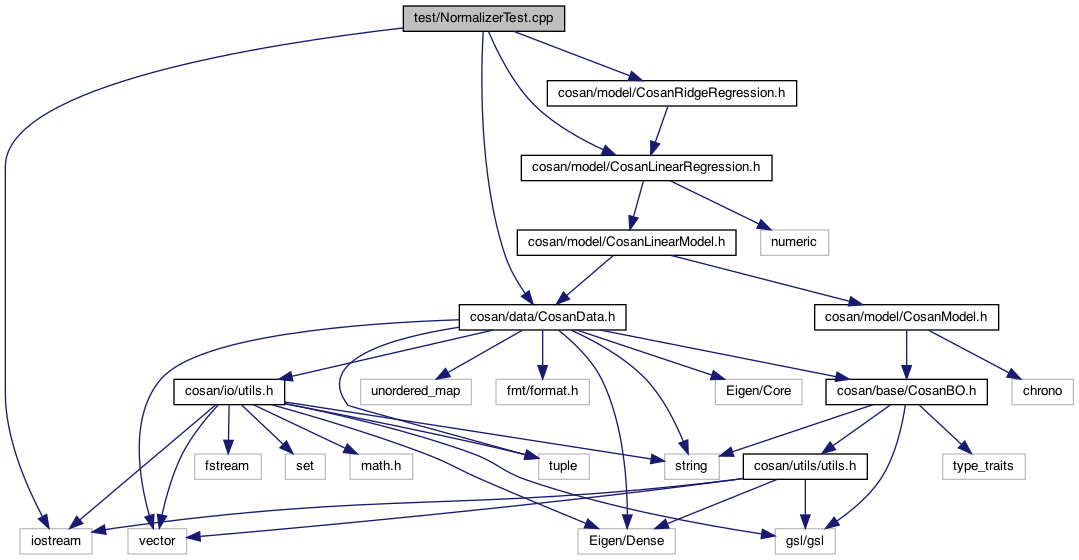 test/NormalizerTest.cpp
cosan/model/CosanRidgeRegression.h
cosan/model/CosanLinearRegression.h
cosan/model/CosanLinearModel.h
numeric
cosan/data/CosanData.h
cosan/model/CosanModel.h
cosan/io/utils.h
unordered_map
fmt/format.h
Eigen/Core
cosan/base/CosanBO.h
chrono
fstream
set
math.h
tuple
string
cosan/utils/utils.h
type_traits
iostream
vector
Eigen/Dense
gsl/gsl